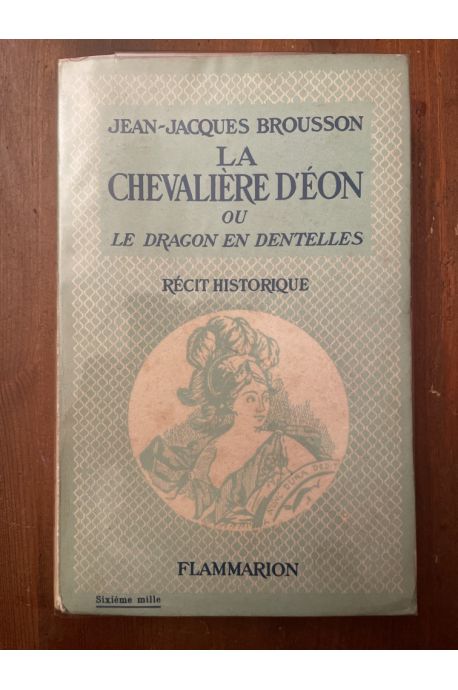 JEAN-JACQUES BROUSSON
LA
CHEVALIÈRE D'ÉON
OU
LE DRAGON EN DENTELLES
RÉCIT HISTORIQUE
FLAMMARION
Sixième mille